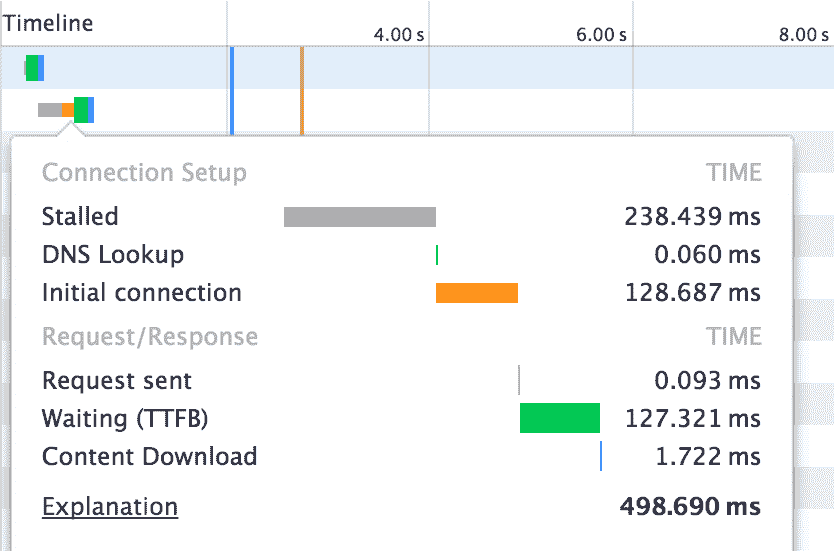 Timeline
4.00 s 6.00 s 8.00 s
Connection Setup TIME
Stalled 238.439 ms
DNS Lookup 0.060 ms
Initial connection 128.687 ms
Request/Response TIME
Request sent 0.093 ms
Waiting (TTFB) 127.321 ms
Content Download 1.722 ms
Explanation 498.690 ms